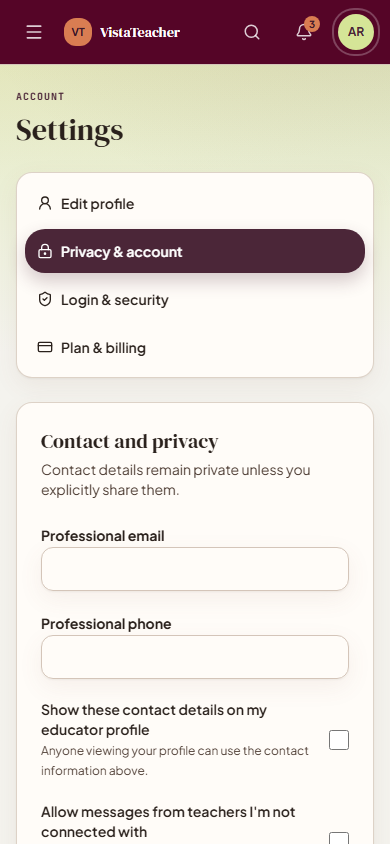 VT VistaTeacher 3 AR
ACCOUNT
Settings
Edit profile
Privacy & account
Login & security
Plan & billing
Contact and privacy
Contact details remain private unless you
explicitly share them.
Professional email
Professional phone
Show these contact details on my
educator profile
Anyone viewing your profile can use the contact
information above.
Allow messages from teachers I'm not
connected with